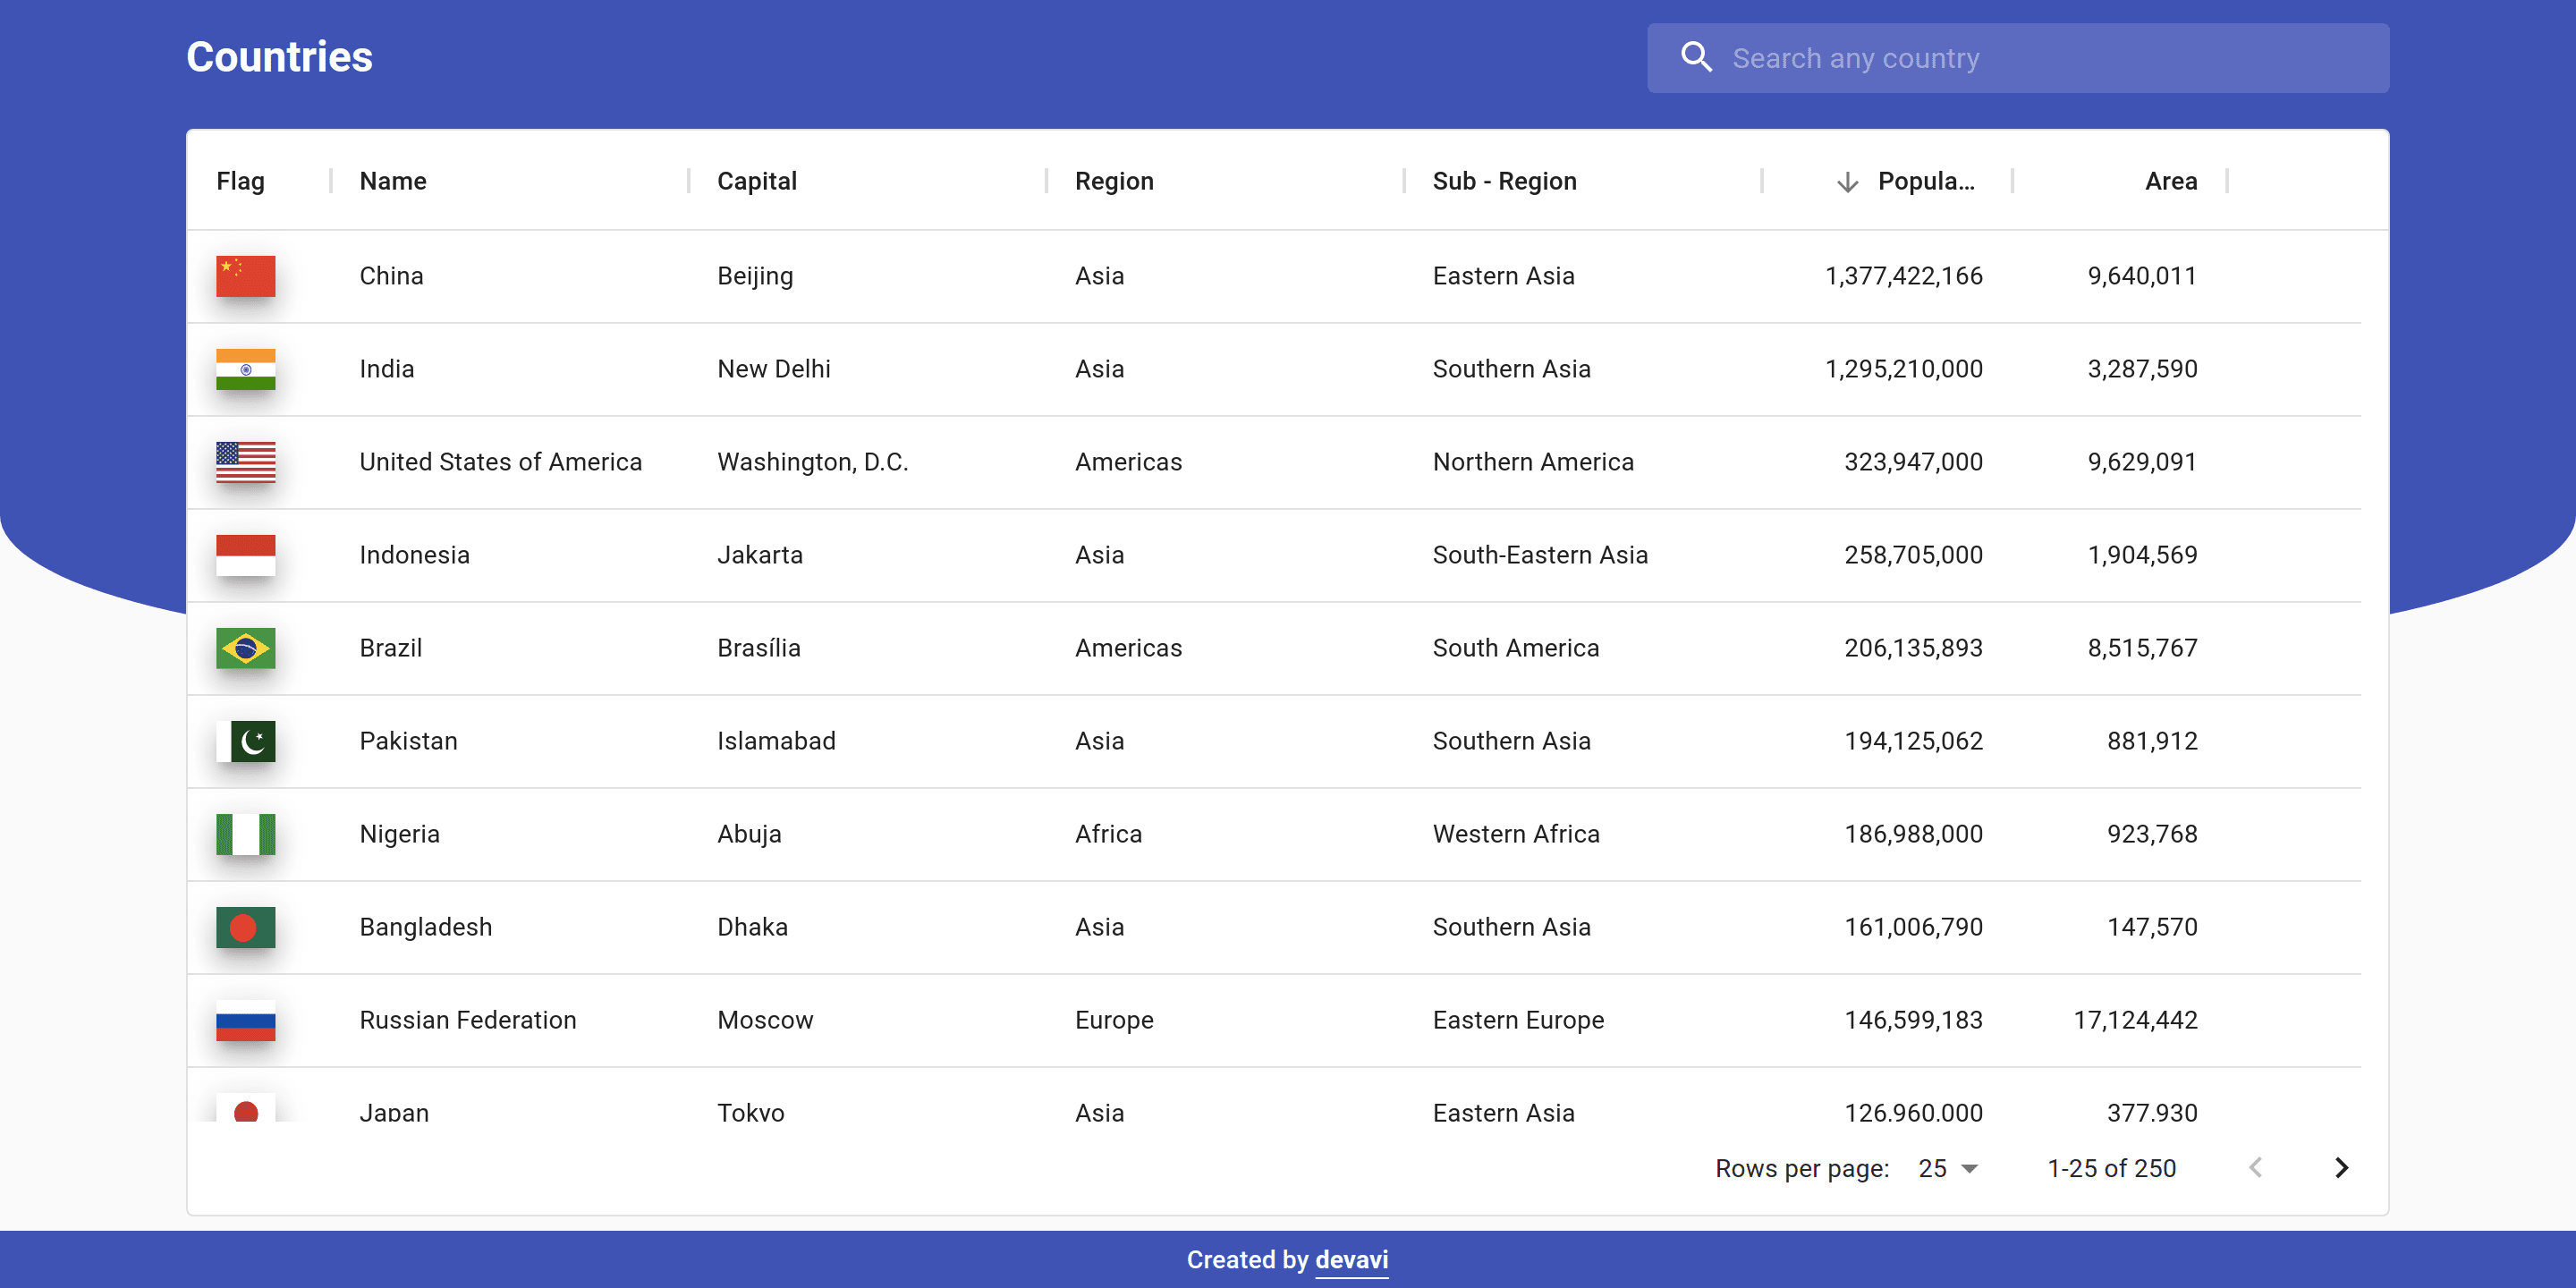 Countries
Search any country
Flag Name Capital Region Sub - Region Popula... Area
China Beijing Asia Eastern Asia 1,377,422,166 9,640,011
India New Delhi Asia Southern Asia 1,295,210,000 3,287,590
United States of America Washington, D.C. Americas Northern America 323,947,000 9,629,091
Indonesia Jakarta Asia South-Eastern Asia 258,705,000 1,904,569
Brazil Brasília Americas South America 206,135,893 8,515,767
Pakistan Islamabad Asia Southern Asia 194,125,062 881,912
Nigeria Abuja Africa Western Africa 186,988,000 923,768
Bangladesh Dhaka Asia Southern Asia 161,006,790 147,570
Russian Federation Moscow Europe Eastern Europe 146,599,183 17,124,442
Japan Tokyo Asia Eastern Asia 126,960,000 377,930
Rows per page: 25 1-25 of 250
Created by devavi